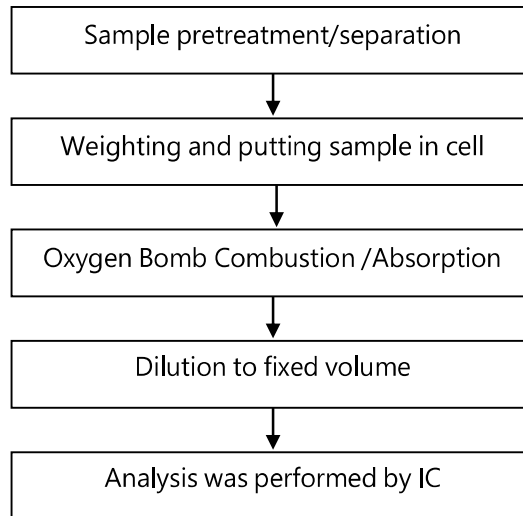 Sample pretreatment/separation
Weighting and putting sample in cell
Oxygen Bomb Combustion /Absorption
Dilution to fixed volume
Analysis was performed by IC